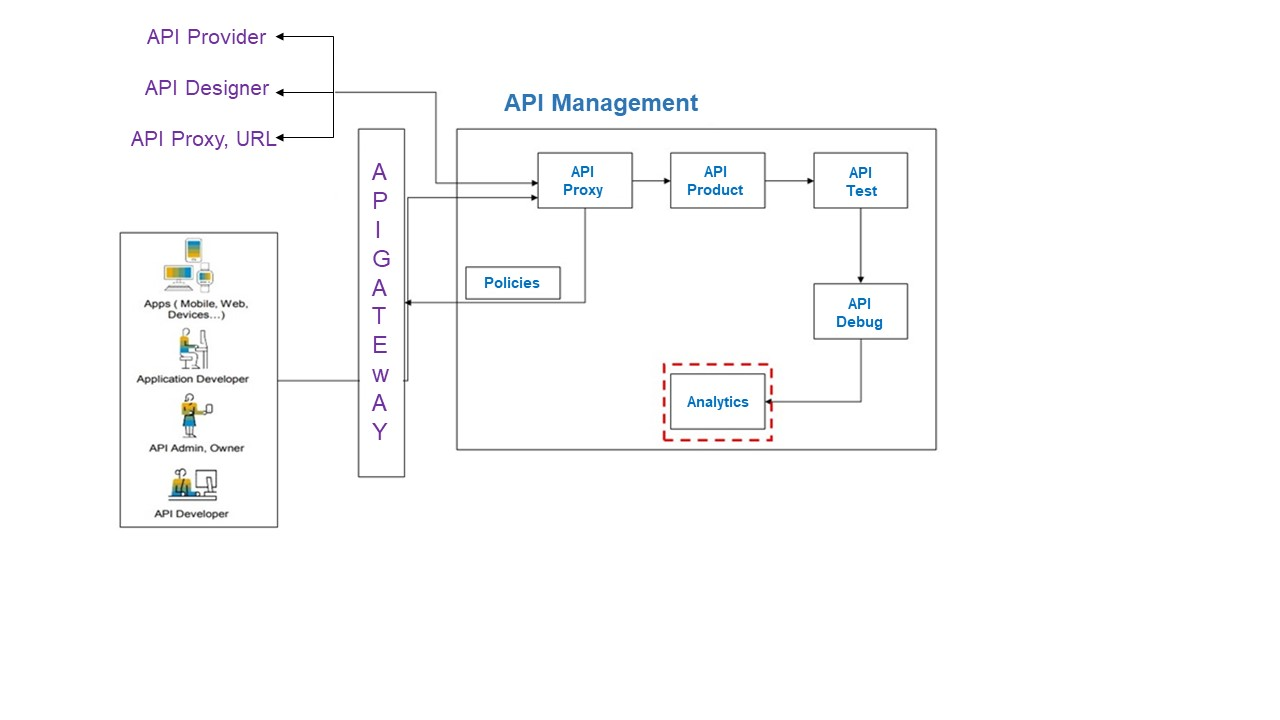 API Provider
API Designer
API Proxy, URL
API Management
A
P
I
G
A
T
E
w
A
Y
API
Proxy
API
Product
API
Test
Policies
API
Debug
Analytics
Apps ( Mobile, Web,
Devices…)
Application Developer
API Admin, Owner
API Developer